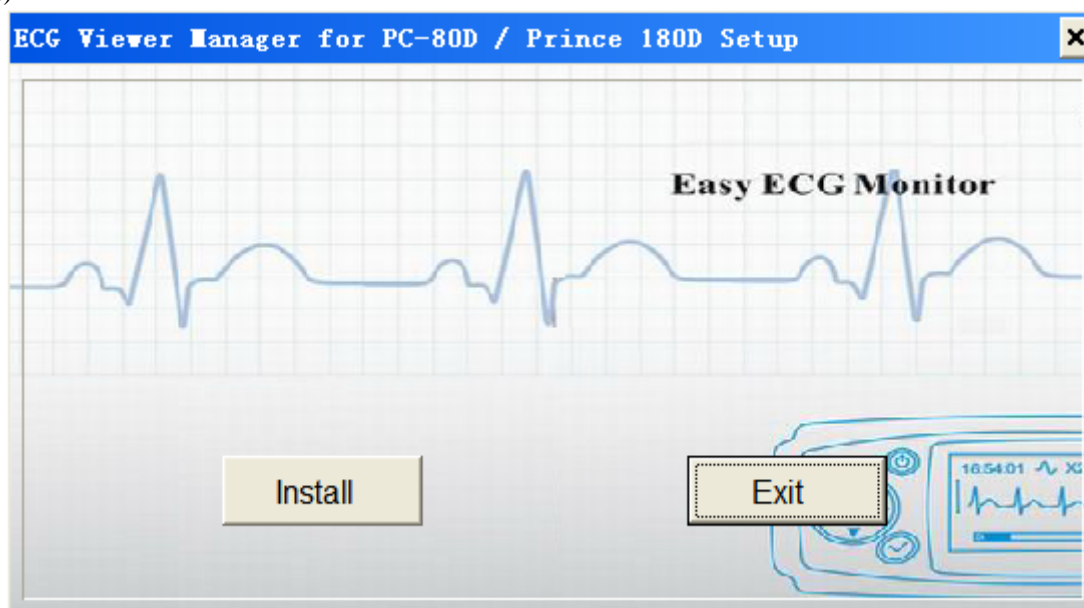 ECG Viewer Manager for PC-80D / Prince 180D Setup
Easy ECG Monitor
16:54:01
Install
Exit